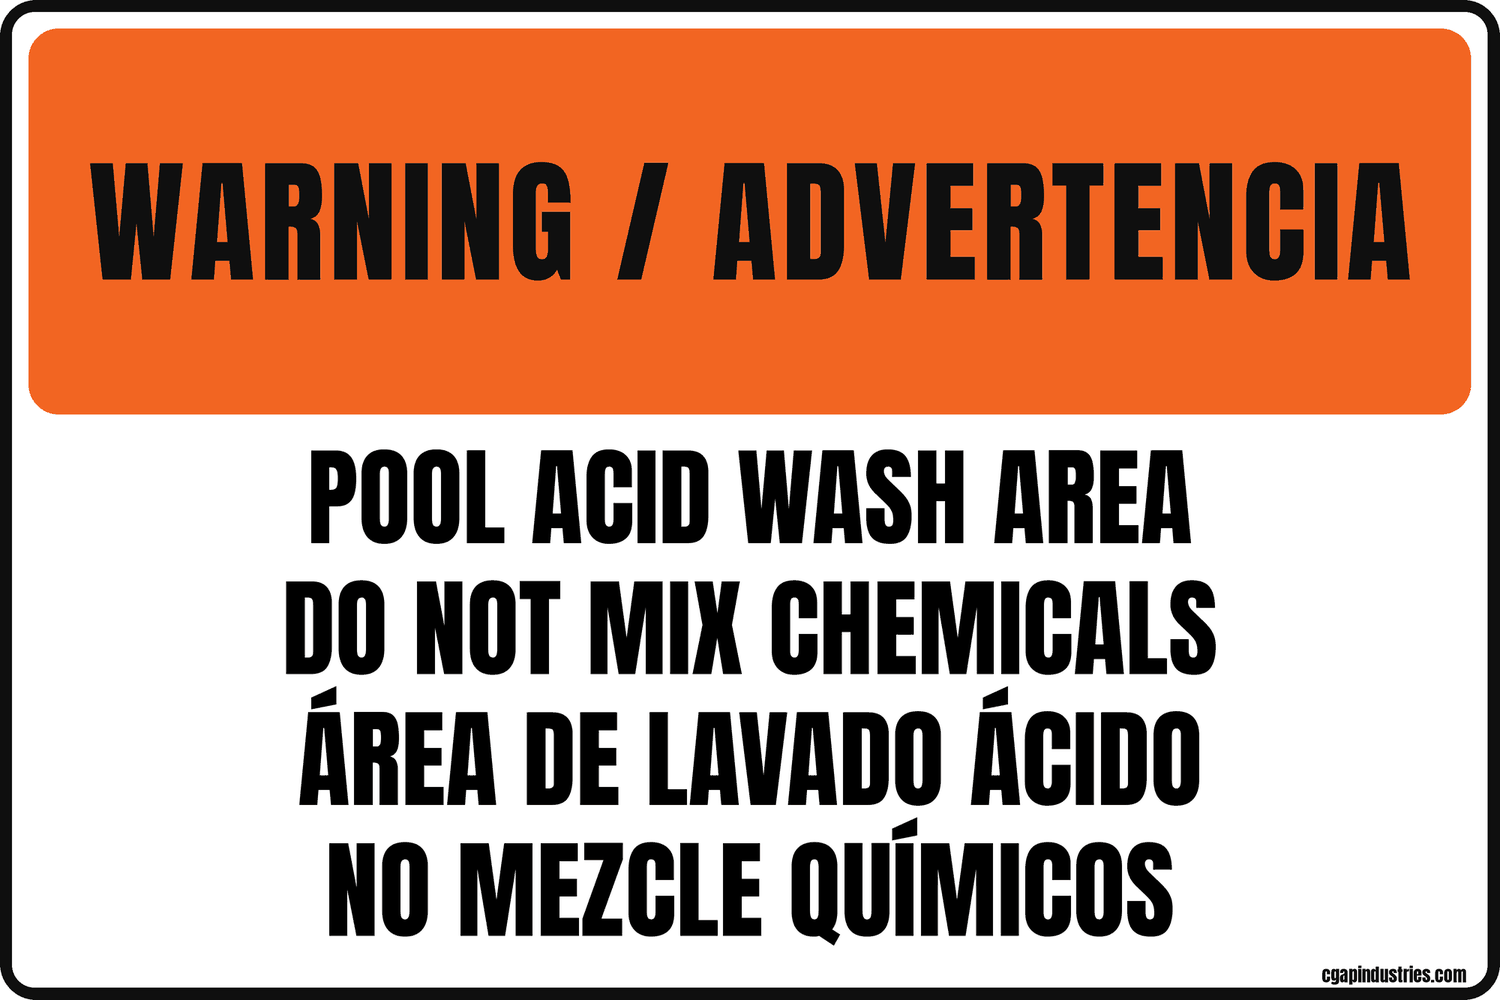 WARNING / ADVERTENCIA
POOL ACID WASH AREA
DO NOT MIX CHEMICALS
ÁREA DE LAVADO ÁCIDO
NO MEZCLE QUÍMICOS
cgapindustries.com